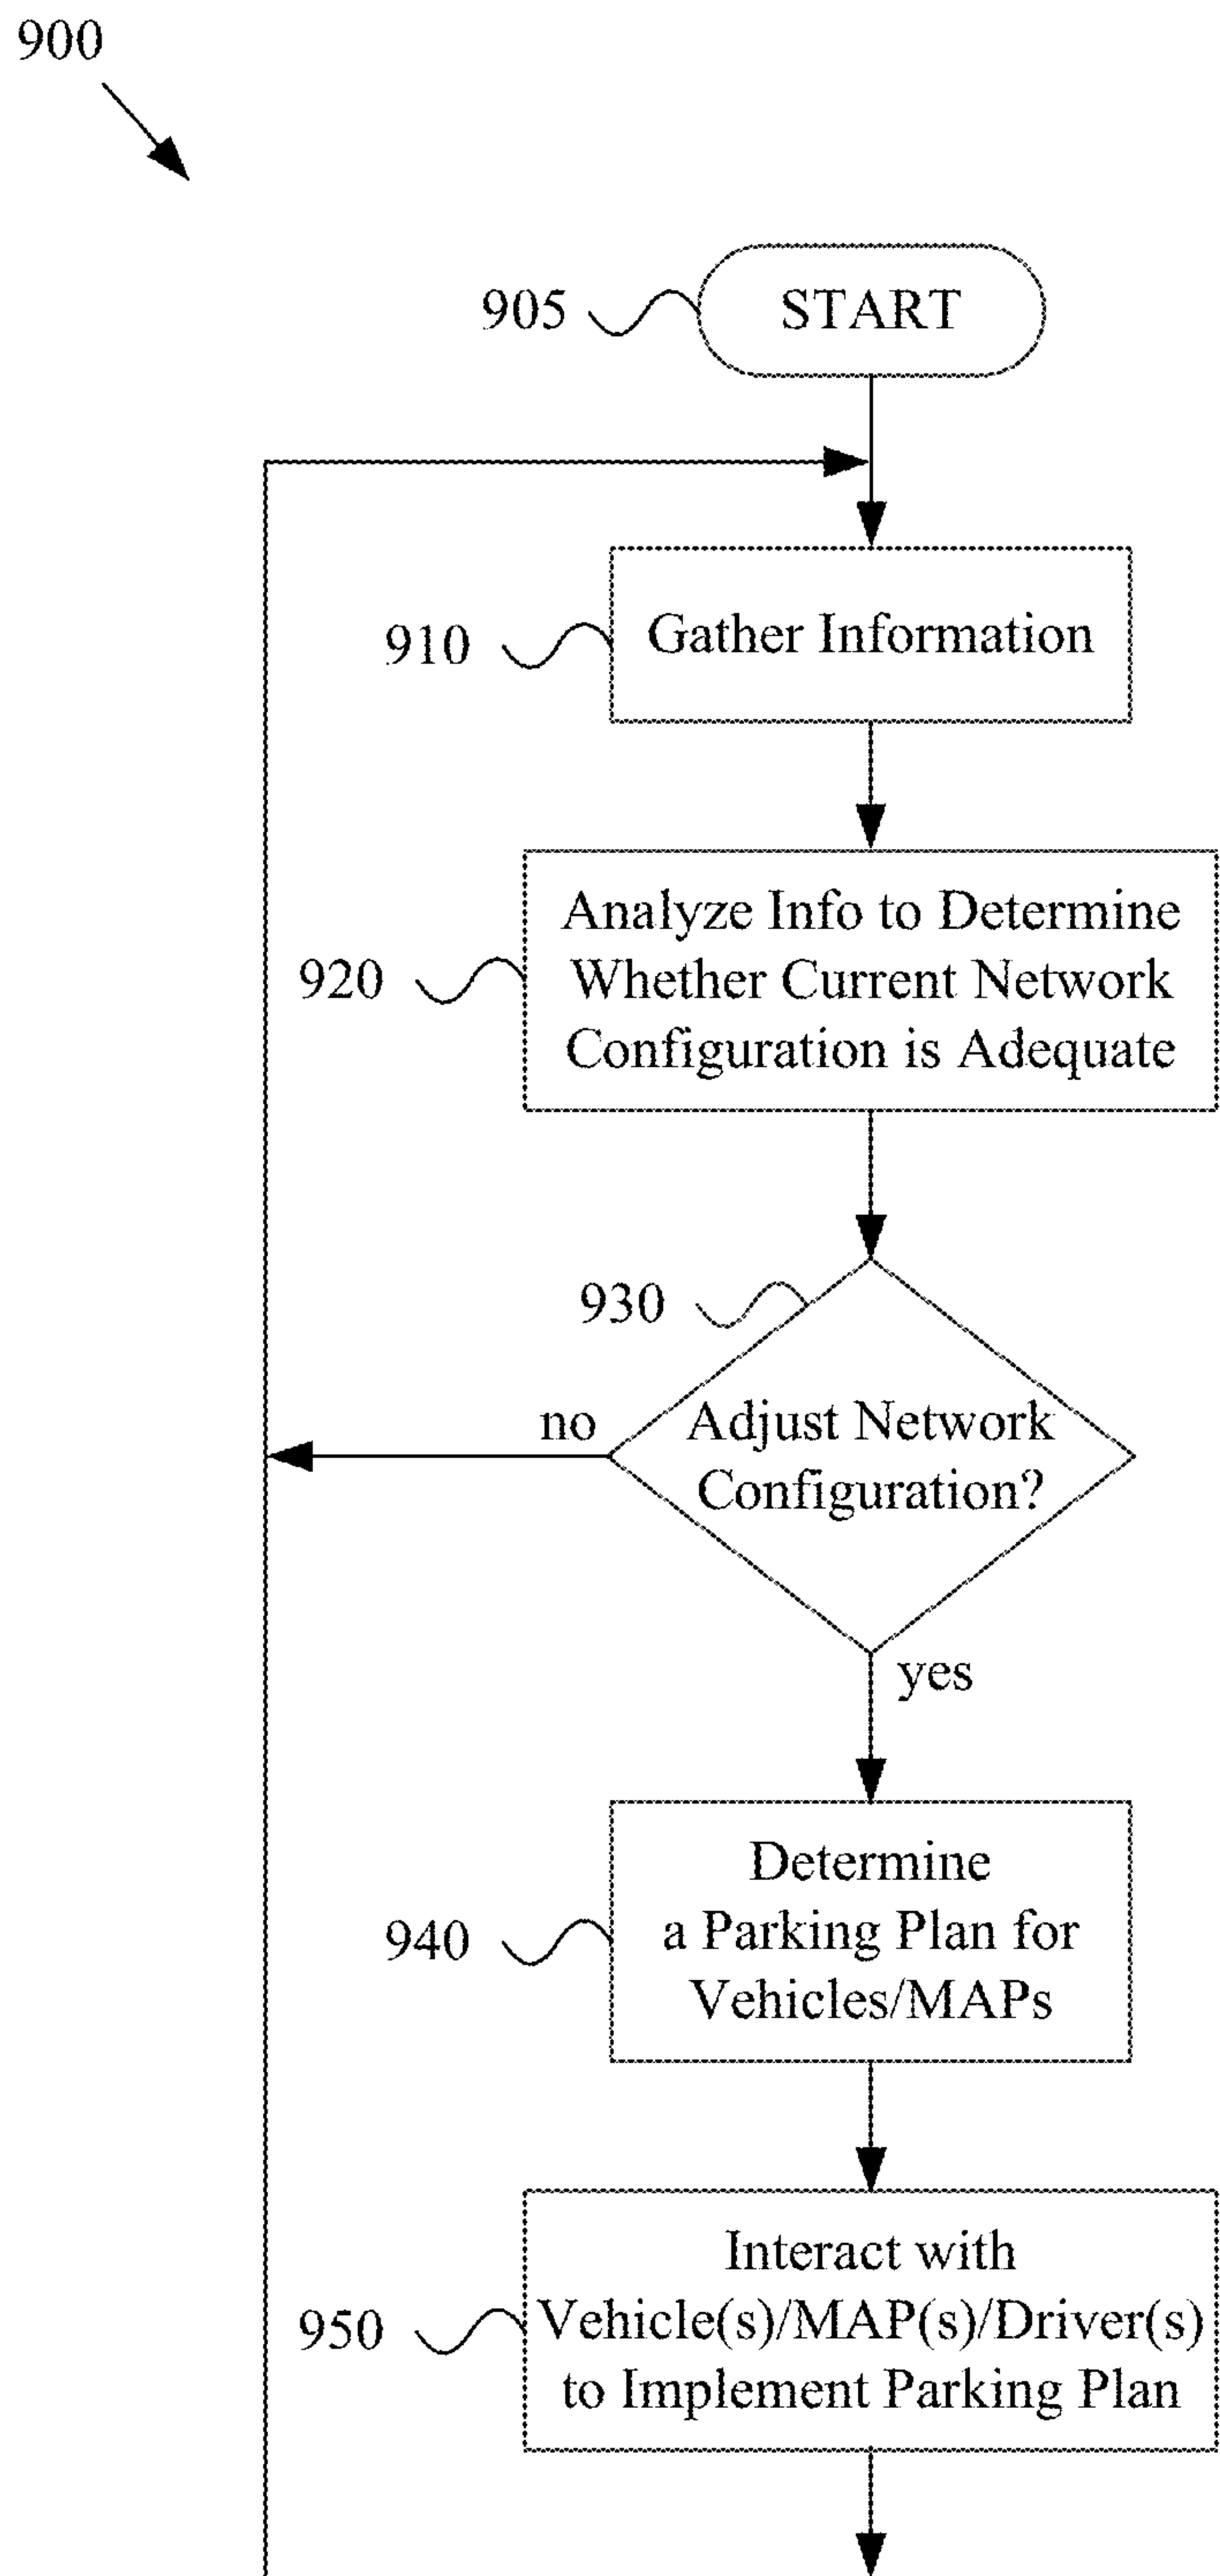 900
905
START
910
Gather Information
920
Analyze Info to Determine
Whether Current Network
Configuration is Adequate
930
no
Adjust Network
Configuration?
yes
940
Determine
a Parking Plan for
Vehicles/MAPs
950
Interact with
Vehicle(s)/MAP(s)/Driver(s)
to Implement Parking Plan